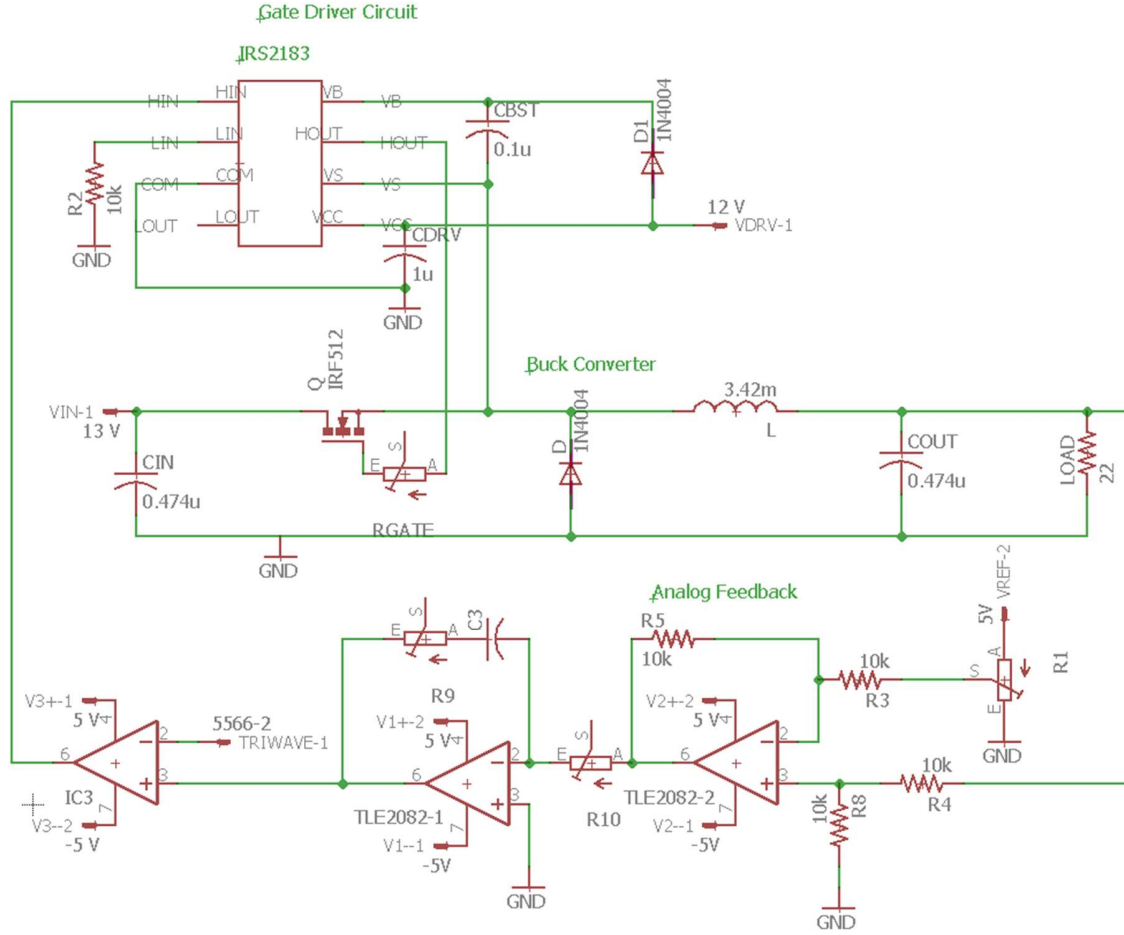 Gate Driver Circuit
IRS2183
HIN
HIN
VB
VB
CBST
0.1u
D1
1N4004
LIN
LIN
HOUT
HOUT
R2
10k
COM
COM
VS
VS
LOUT
LOUT
VCC
VCC
12 V
VDRV-1
CDRV
1u
GND
GND
Buck Converter
Q
IRF512
VIN-1
13 V
S
E
A
RGATE
CIN
0.474u
D
1N4004
3.42m
L
COUT
0.474u
LOAD
22
GND
Analog Feedback
VREF-2
5V
S
E
A
C3
R9
R5
10k
10k
R3
S
A
E
R1
GND
V3+-1
5 V
4
5566-2
TRIWAVE-1
2
6
3
IC3
7
V3--2
-5 V
V1+-2
5 V
4
2
6
3
TLE2082-1
7
V1--1
-5V
GND
S
E
A
R10
V2+-2
5 V
4
2
6
3
TLE2082-2
7
V2--1
-5V
10k
R4
10k
R8
GND